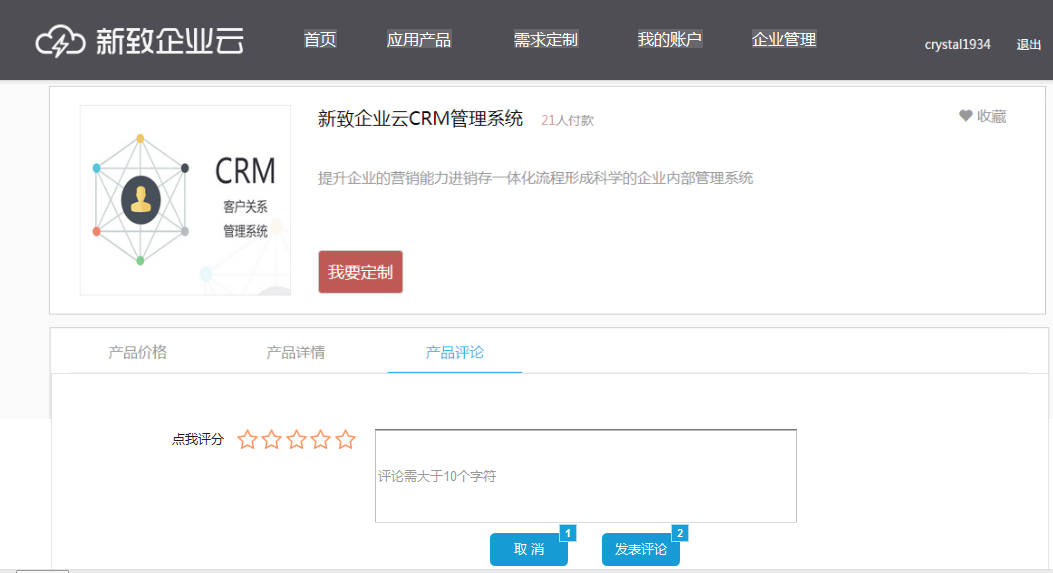 新致企业云 首页 应用产品 需求定制 我的账户 企业管理 crystal1934 退出
新致企业云CRM管理系统 21人付款 收藏
CRM
客户关系
管理系统
提升企业的营销能力进销存一体化流程形成科学的企业内部管理系统
我要定制
产品价格 产品详情 产品评论
点我评分
评论需大于10个字符
取 消 1 发表评论 2